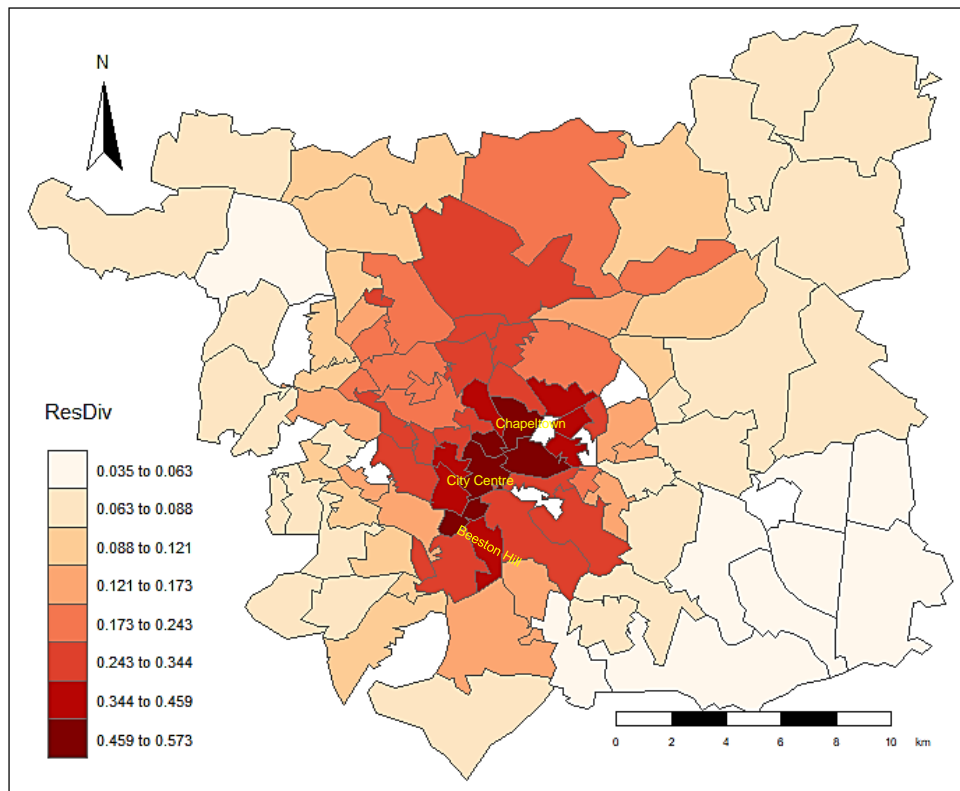 N
ResDiv
0.035 to 0.063
0.063 to 0.088
0.088 to 0.121
0.121 to 0.173
0.173 to 0.243
0.243 to 0.344
0.344 to 0.459
0.459 to 0.573
Chapeltown
City Centre
Beeston Hill
0 2 4 6 8 10 km